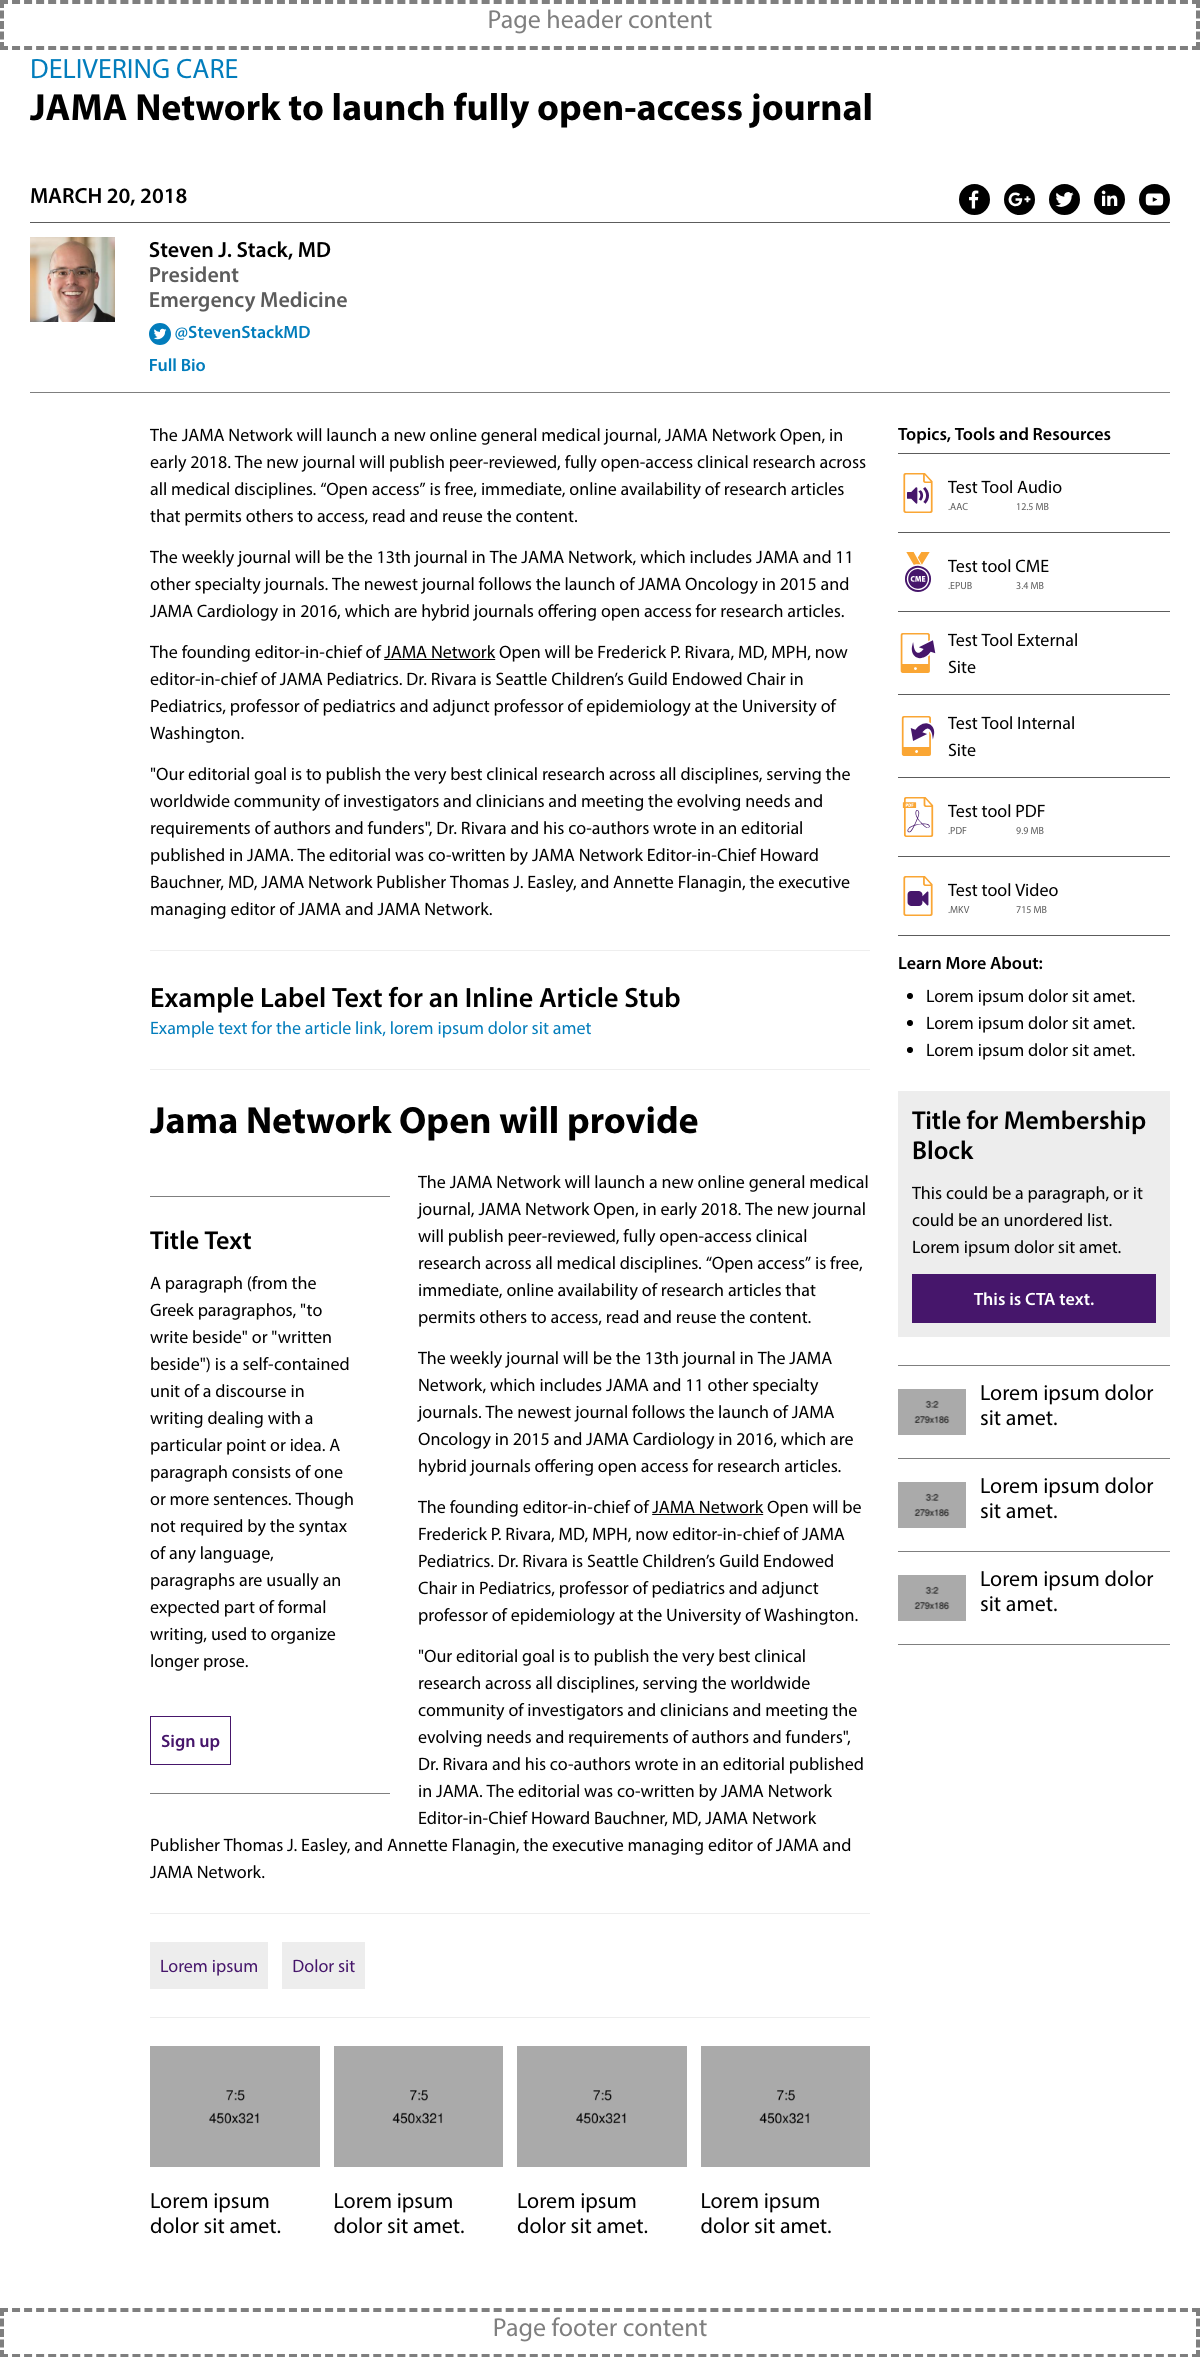 Page header content
DELIVERING CARE
JAMA Network to launch fully open-access journal
MARCH 20, 2018
Steven J. Stack, MD
President
Emergency Medicine
@StevenStackMD
Full Bio
The JAMA Network will launch a new online general medical journal, JAMA Network Open, in
early 2018. The new journal will publish peer-reviewed, fully open-access clinical research across
all medical disciplines. “Open access” is free, immediate, online availability of research articles
that permits others to access, read and reuse the content.
The weekly journal will be the 13th journal in The JAMA Network, which includes JAMA and 11
other specialty journals. The newest journal follows the launch of JAMA Oncology in 2015 and
JAMA Cardiology in 2016, which are hybrid journals offering open access for research articles.
The founding editor-in-chief of JAMA Network Open will be Frederick P. Rivara, MD, MPH, now
editor-in-chief of JAMA Pediatrics. Dr. Rivara is Seattle Children’s Guild Endowed Chair in
Pediatrics, professor of pediatrics and adjunct professor of epidemiology at the University of
Washington.
"Our editorial goal is to publish the very best clinical research across all disciplines, serving the
worldwide community of investigators and clinicians and meeting the evolving needs and
requirements of authors and funders", Dr. Rivara and his co-authors wrote in an editorial
published in JAMA. The editorial was co-written by JAMA Network Editor-in-Chief Howard
Bauchner, MD, JAMA Network Publisher Thomas J. Easley, and Annette Flanagin, the executive
managing editor of JAMA and JAMA Network.
Example Label Text for an Inline Article Stub
Example text for the article link, lorem ipsum dolor sit amet
Jama Network Open will provide
Title Text
A paragraph (from the
Greek paragraphos, "to
write beside" or "written
beside") is a self-contained
unit of a discourse in
writing dealing with a
particular point or idea. A
paragraph consists of one
or more sentences. Though
not required by the syntax
of any language,
paragraphs are usually an
expected part of formal
writing, used to organize
longer prose.
Sign up
The JAMA Network will launch a new online general medical
journal, JAMA Network Open, in early 2018. The new journal
will publish peer-reviewed, fully open-access clinical
research across all medical disciplines. “Open access” is free,
immediate, online availability of research articles that
permits others to access, read and reuse the content.
The weekly journal will be the 13th journal in The JAMA
Network, which includes JAMA and 11 other specialty
journals. The newest journal follows the launch of JAMA
Oncology in 2015 and JAMA Cardiology in 2016, which are
hybrid journals offering open access for research articles.
The founding editor-in-chief of JAMA Network Open will be
Frederick P. Rivara, MD, MPH, now editor-in-chief of JAMA
Pediatrics. Dr. Rivara is Seattle Children’s Guild Endowed
Chair in Pediatrics, professor of pediatrics and adjunct
professor of epidemiology at the University of Washington.
"Our editorial goal is to publish the very best clinical
research across all disciplines, serving the worldwide
community of investigators and clinicians and meeting the
evolving needs and requirements of authors and funders",
Dr. Rivara and his co-authors wrote in an editorial published
in JAMA. The editorial was co-written by JAMA Network
Editor-in-Chief Howard Bauchner, MD, JAMA Network
Publisher Thomas J. Easley, and Annette Flanagin, the executive managing editor of JAMA and
JAMA Network.
Lorem ipsum
Dolor sit
7:5
450x321
Lorem ipsum
dolor sit amet.
7:5
450x321
Lorem ipsum
dolor sit amet.
7:5
450x321
Lorem ipsum
dolor sit amet.
7:5
450x321
Lorem ipsum
dolor sit amet.
Topics, Tools and Resources
Test Tool Audio
.AAC 12.5 MB
CME
Test tool CME
.EPUB 3.4 MB
Test Tool External
Site
Test Tool Internal
Site
PDF
Test tool PDF
.PDF 9.9 MB
Test tool Video
.MKV 715 MB
Learn More About:
• Lorem ipsum dolor sit amet.
• Lorem ipsum dolor sit amet.
• Lorem ipsum dolor sit amet.
Title for Membership
Block
This could be a paragraph, or it
could be an unordered list.
Lorem ipsum dolor sit amet.
This is CTA text.
3:2
279x186
Lorem ipsum dolor
sit amet.
3:2
279x186
Lorem ipsum dolor
sit amet.
3:2
279x186
Lorem ipsum dolor
sit amet.
Page footer content